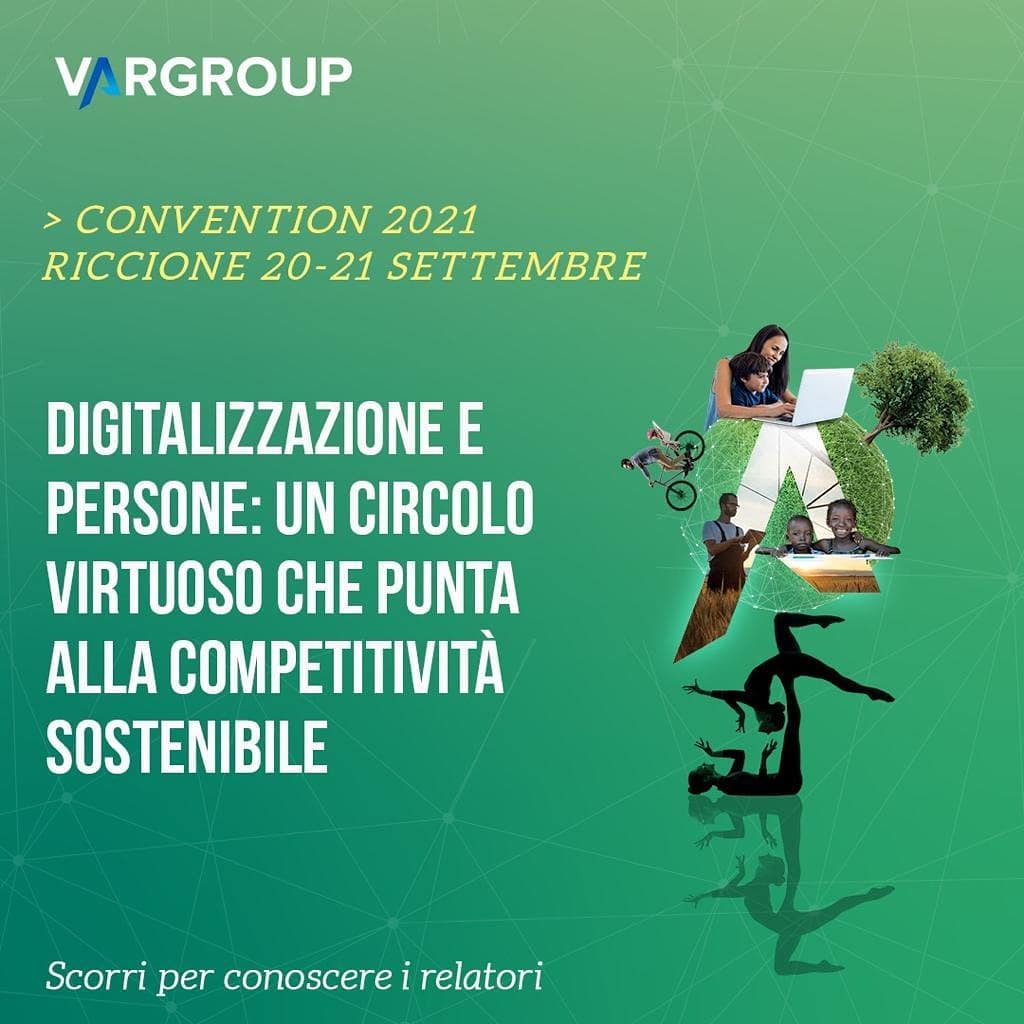 VARGROUP
> CONVENTION 2021
RICCIONE 20-21 SETTEMBRE
DIGITALIZZAZIONE E
PERSONE: UN CIRCOLO
VIRTUOSO CHE PUNTA
ALLA COMPETITIVITÀ
SOSTENIBILE
Scorri per conoscere i relatori